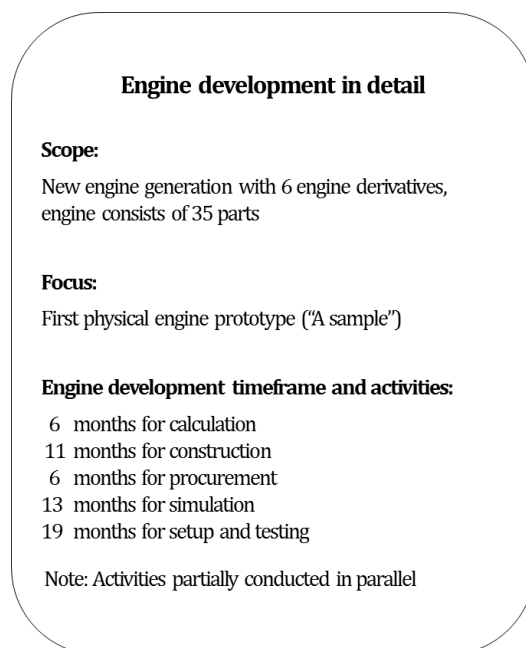 Engine development in detail
Scope:
New engine generation with 6 engine derivatives,
engine consists of 35 parts
Focus:
First physical engine prototype (“A sample”)
Engine development timeframe and activities:
6 months for calculation
11 months for construction
6 months for procurement
13 months for simulation
19 months for setup and testing
Note: Activities partially conducted in parallel